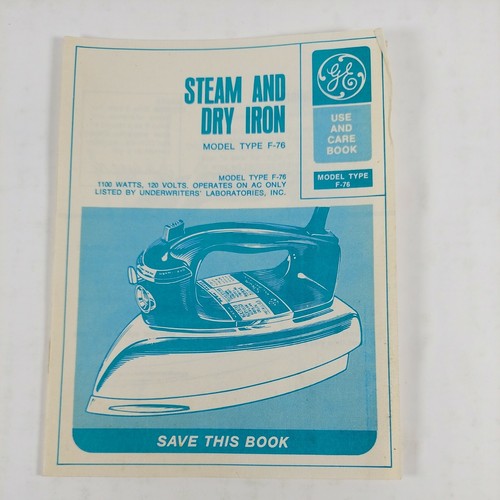 STEAM AND
DRY IRON
MODEL TYPE F-76
MODEL TYPE F-76
1100 WATTS, 120 VOLTS. OPERATES ON AC ONLY
LISTED BY UNDERWRITERS' LABORATORIES, INC.
GE
USE
AND
CARE
BOOK
MODEL TYPE
F-76
SAVE THIS BOOK